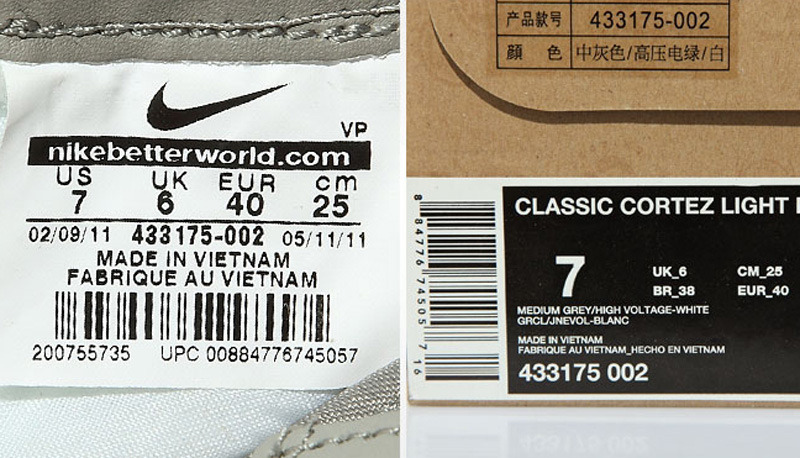 VP
nikebetterworld.com
US UK EUR cm
7 6 40 25
02/09/11 433175-002 05/11/11
MADE IN VIETNAM
FABRIQUE AU VIETNAM
200755735 UPC 00884776745057
产品款号 433175-002
顔 色 中灰色/高压电绿/白
CLASSIC CORTEZ LIGHT
7 UK_6 CM_25
BR_38 EUR_40
MEDIUM GREY/HIGH VOLTAGE-WHITE
GRCL/JNEVOL-BLANC
MADE IN VIETNAM
FABRIQUE AU VIETNAM_HECHO EN VIETNAM
433175 002
8 84776 74505 7 16